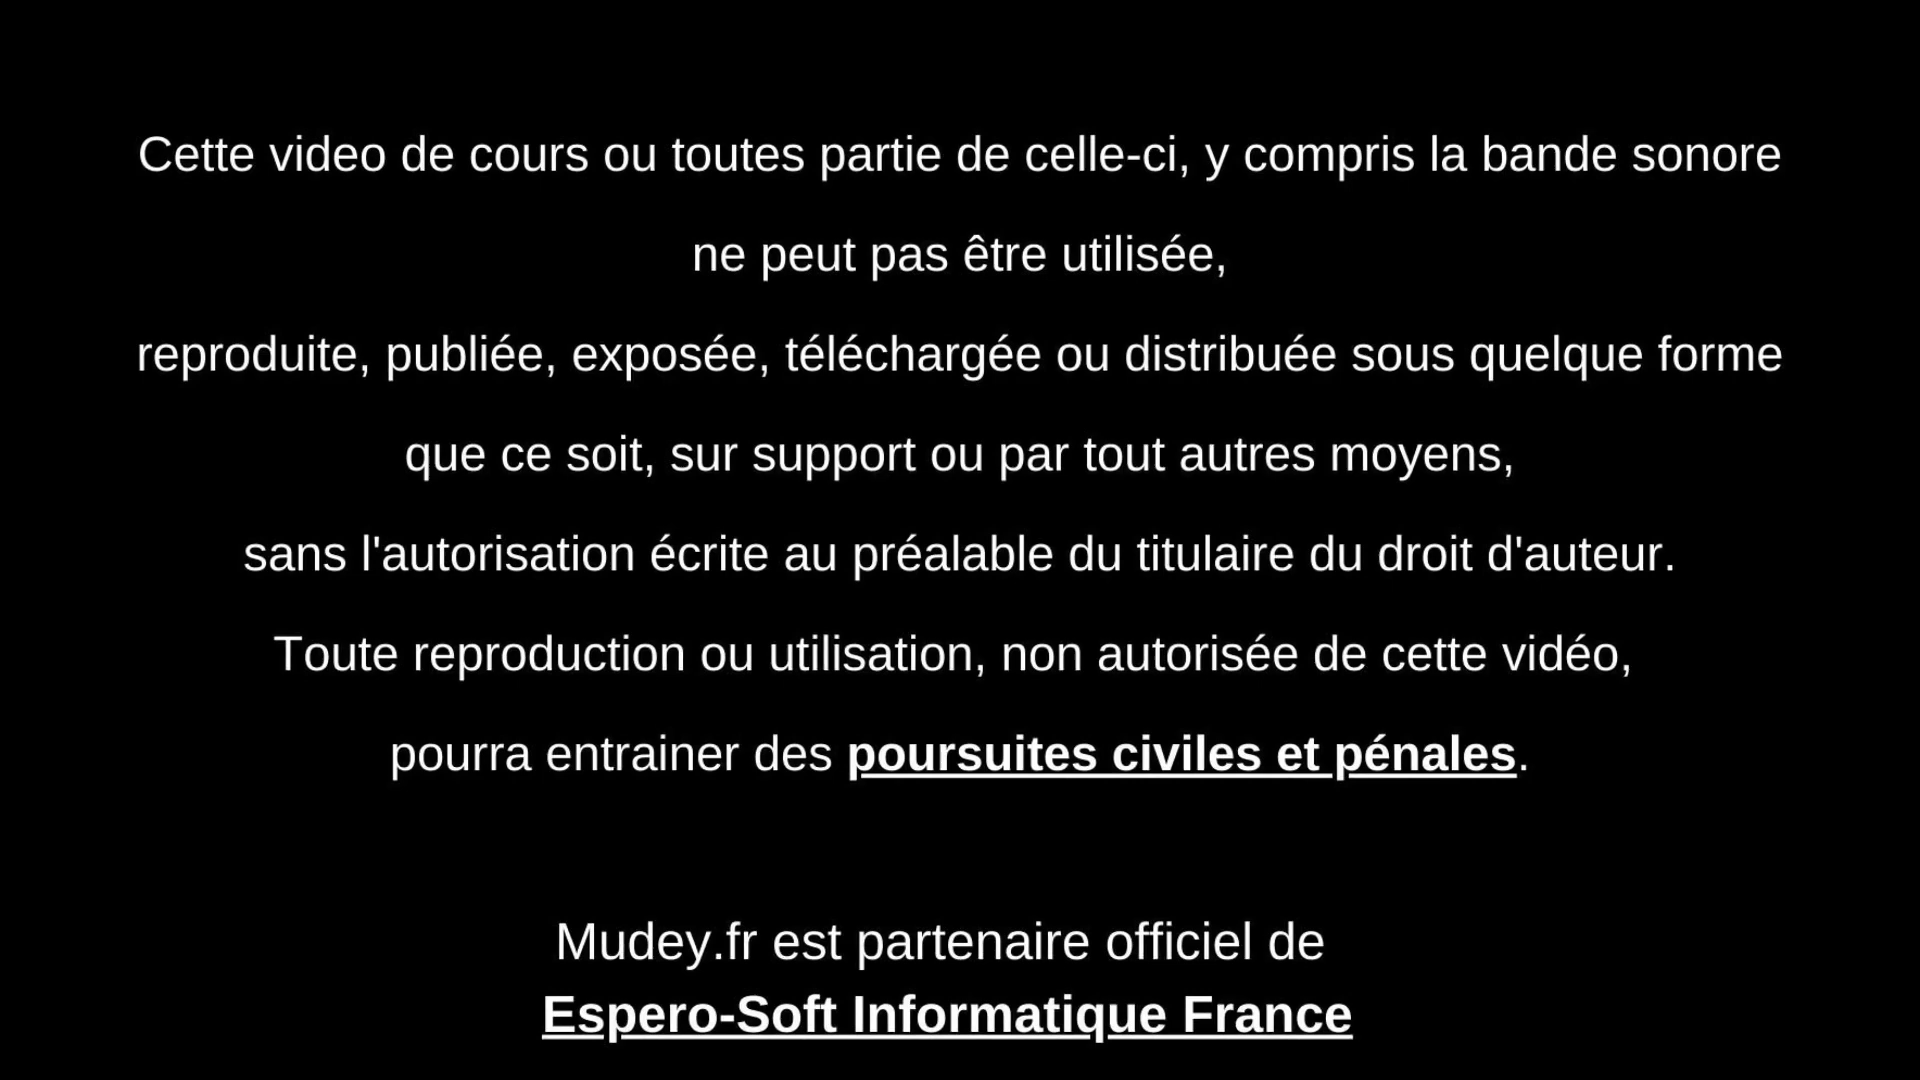 Cette video de cours ou toutes partie de celle-ci, y compris la bande sonore
ne peut pas être utilisée,
reproduite, publiée, exposée, téléchargée ou distribuée sous quelque forme
que ce soit, sur support ou par tout autres moyens,
sans l'autorisation écrite au préalable du titulaire du droit d'auteur.
Toute reproduction ou utilisation, non autorisée de cette vidéo,
pourra entrainer des poursuites civiles et pénales.
Mudey.fr est partenaire officiel de
Espero-Soft Informatique France